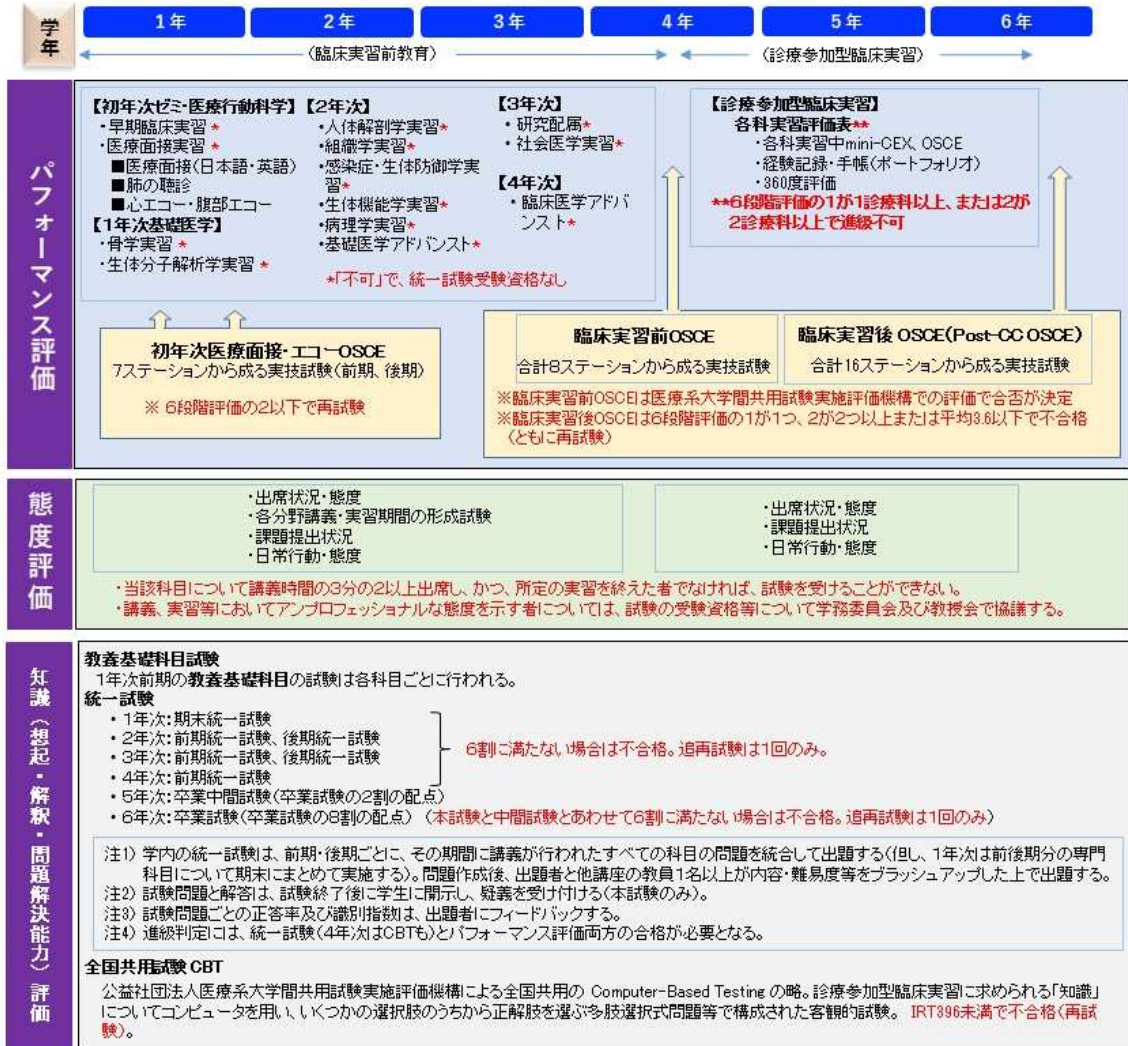 学年
1年 2年 3年 4年 5年 6年
(臨床実習前教育) (診療参加型臨床実習)
パフォーマンス評価
【初年次ゼミ・医療行動科学】
・早期臨床実習 *
・医療面接実習 *
■医療面接(日本語・英語)
■肺の聴診
■心エコー・腹部エコー
【1年次基礎医学】
・骨学実習 *
・生体分子解析学実習 *
【2年次】
・人体解剖学実習*
・組織学実習*
・感染症・生体防御学実
習*
・生体機能学実習*
・病理学実習*
・基礎医学アドバンスト*
【3年次】
・研究配属*
・社会医学実習*
【4年次】
・臨床医学アドバ
ンスト*
*「不可」で、統一試験受験資格なし
【診療参加型臨床実習】
各科実習評価表**
・各科実習中mini-CEX、OSCE
・経験記録・手帳(ポートフォリオ)
・360度評価
**6段階評価の1が1診療科以上、または2が
2診療科以上で進級不可
初年次医療面接・エコーOSCE
7ステーションから成る実技試験(前期、後期)
※ 6段階評価の2以下で再試験
臨床実習前OSCE
合計8ステーションから成る実技試験
臨床実習後 OSCE(Post-CC OSCE)
合計16ステーションから成る実技試験
※臨床実習前OSCEは医療系大学間共用試験実施評価機構での評価で合否が決定
※臨床実習後OSCEは6段階評価の1が1つ、2が2つ以上または平均3.6以下で不合格
(ともに再試験)
態度評価
・出席状況・態度
・各分野講義・実習期間の形成試験
・課題提出状況
・日常行動・態度
・出席状況・態度
・課題提出状況
・日常行動・態度
・当該科目について講義時間の3分の2以上出席し、かつ、所定の実習を終えた者でなければ、試験を受けることができない。
・講義、実習等においてアンプロフェッショナルな態度を示す者については、試験の受験資格等について学務委員会及び教授会で協議する。
知識(想起・解釈・問題解決能力)評価
教養基礎科目試験
1年次前期の教養基礎科目の試験は各科目ごとに行われる。
統一試験
・1年次：期末統一試験
・2年次：前期統一試験、後期統一試験
・3年次：前期統一試験、後期統一試験
・4年次：前期統一試験
6割に満たない場合は不合格。追再試験は1回のみ。
・5年次：卒業中間試験(卒業試験の2割の配点)
・6年次：卒業試験(卒業試験の8割の配点) (本試験と中間試験とあわせて6割に満たない場合は不合格。追再試験は1回のみ)
注1) 学内の統一試験は、前期・後期ごとに、その期間に講義が行われたすべての科目の問題を統合して出題する(但し、1年次は前後期分の専門
科目について期末にまとめて実施する)。問題作成後、出題者と他講座の教員1名以上が内容・難易度等をブラッシュアップした上で出題する。
注2) 試験問題と解答は、試験終了後に学生に開示し、疑義を受け付ける(本試験のみ)。
注3) 試験問題ごとの正答率及び識別指数は、出題者にフィードバックする。
注4) 進級判定には、統一試験(4年次はCBTも)とパフォーマンス評価両方の合格が必要となる。
全国共用試験 CBT
公益社団法人医療系大学間共用試験実施評価機構による全国共用の Computer-Based Testing の略。診療参加型臨床実習に求められる「知識」
についてコンピュータを用い、いくつかの選択肢のうちから正解肢を選ぶ多肢選択式問題等で構成された客観的試験。 IRT396未満で不合格(再試
験)。